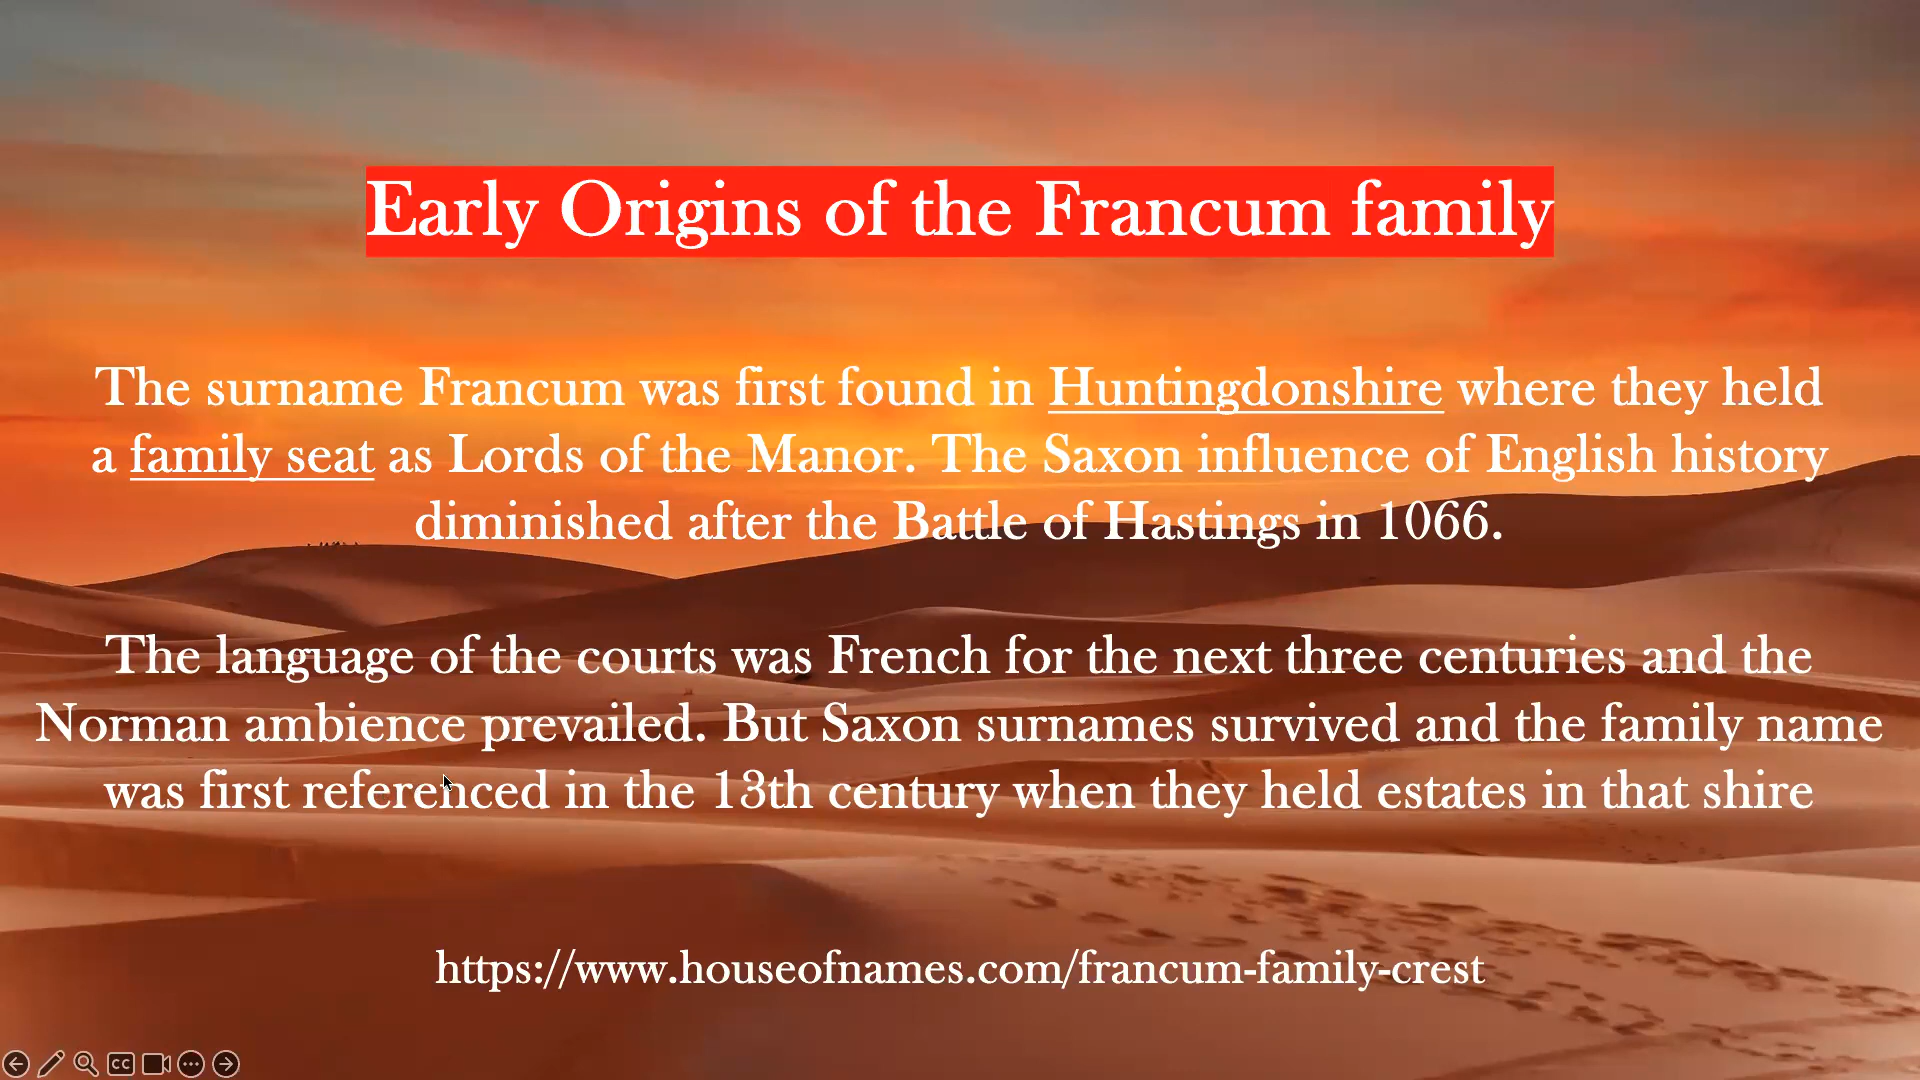 Early Origins of the Francum family
The surname Francum was first found in Huntingdonshire where they held
a family seat as Lords of the Manor. The Saxon influence of English history
diminished after the Battle of Hastings in 1066.
The language of the courts was French for the next three centuries and the
Norman ambience prevailed. But Saxon surnames survived and the family name
was first referenced in the 13th century when they held estates in that shire
https://www.houseofnames.com/francum-family-crest
CC